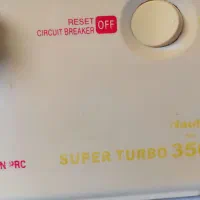 RESET
CIRCUIT BREAKER OFF
SUPER TURBO 35
N PRC